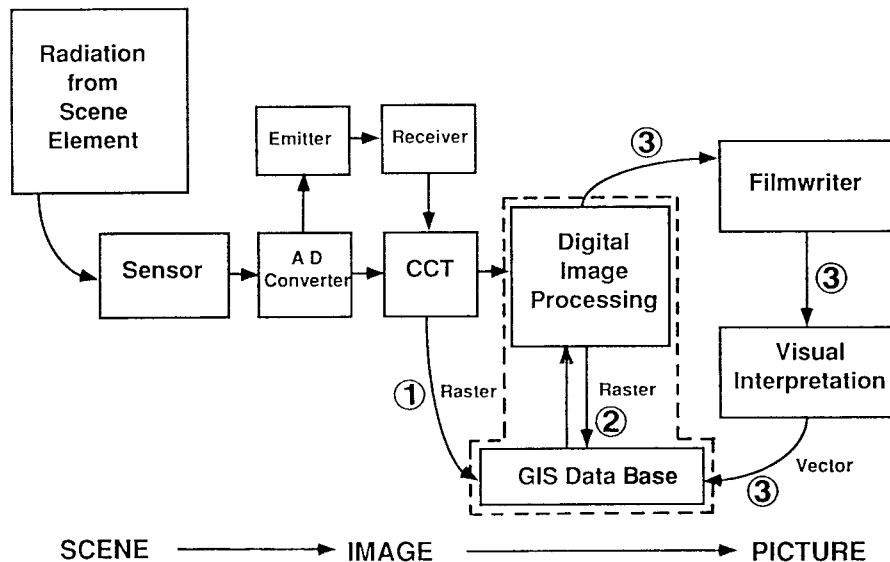 Radiation
from
Scene
Element
Emitter
Receiver
③
Filmwriter
Sensor
A D
Converter
CCT
Digital
Image
Processing
③
Visual
Interpretation
①
Raster
Raster
②
GIS Data Base
Vector
③
SCENE
IMAGE
PICTURE